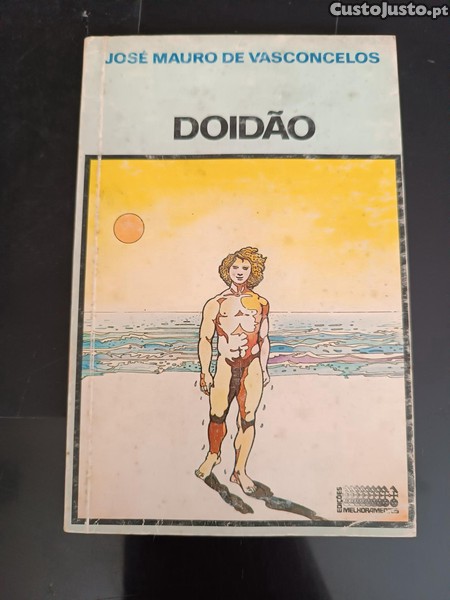 CustoJusto.pt
JOSÉ MAURO DE VASCONCELOS
DOIDÃO
EDIÇÕES
MELHORAMENTOS